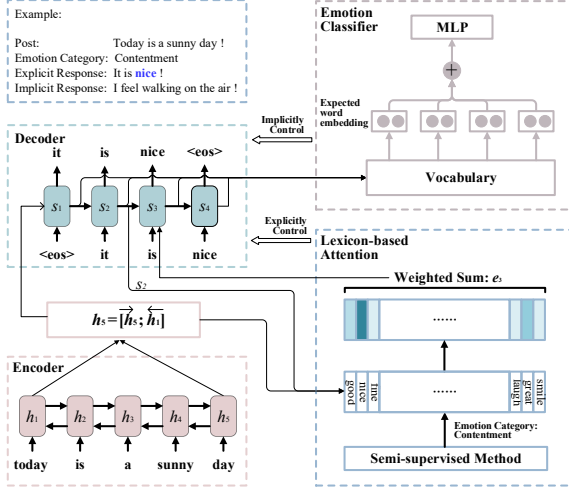 Example:
Post: Today is a sunny day !
Emotion Category: Contentment
Explicit Response: It is nice !
Implicit Response: I feel walking on the air !
Emotion
Classifier
MLP
+
Expected
word
embedding
Vocabulary
Implicitly
Control
Decoder
it is nice <eos>
s1 s2 s3 s4
<eos> it is nice
Explicitly
Control
Lexicon-based
Attention
Weighted Sum: e3
s2
......
h5=[h5; h1]
good nice fine ...... laugh great smile
Emotion Category:
Contentment
Semi-supervised Method
Encoder
h1 h2 h3 h4 h5
today is a sunny day